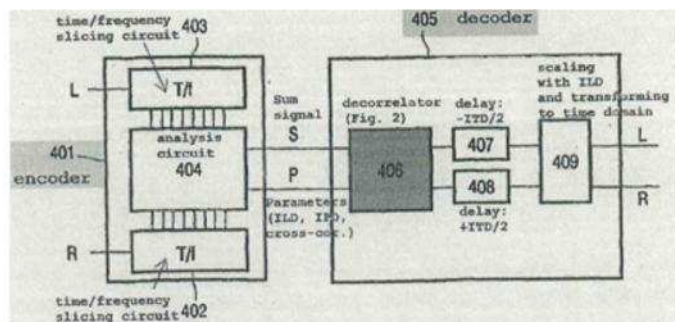 time/frequency
slicing circuit 403
405 decoder
T/f
L
Sum
signal
S
P
Parameters
(ILD, IPD,
cross-cor.)
401
encoder
analysis
circuit
404
R
T/f
time/frequency
slicing circuit 402
decorrelator
(Fig. 2)
406
delay:
-ITD/2
407
408
delay:
+ITD/2
scaling
with ILD
and transforming
to time domain
409
L
R